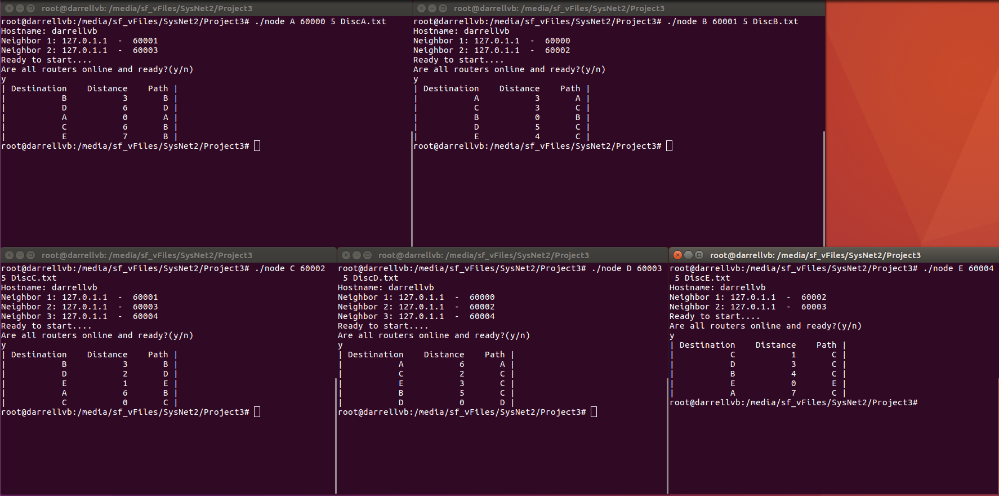 root@darrellvb: /media/sf_vFiles/SysNet2/Project3
root@darrellvb:/media/sf_vFiles/SysNet2/Project3# ./node A 60000 5 DiscA.txt
Hostname: darrellvb
Neighbor 1: 127.0.1.1  -  60001
Neighbor 2: 127.0.1.1  -  60003
Ready to start....
Are all routers online and ready?(y/n)
y
| Destination    Distance    Path |
|           B           3       B |
|           D           6       D |
|           A           0       A |
|           C           6       B |
|           E           7       B |
root@darrellvb:/media/sf_vFiles/SysNet2/Project3#
root@darrellvb: /media/sf_vFiles/SysNet2/Project3
root@darrellvb:/media/sf_vFiles/SysNet2/Project3# ./node B 60001 5 DiscB.txt
Hostname: darrellvb
Neighbor 1: 127.0.1.1  -  60000
Neighbor 2: 127.0.1.1  -  60002
Ready to start....
Are all routers online and ready?(y/n)
y
| Destination    Distance    Path |
|           A           3       A |
|           C           3       C |
|           B           0       B |
|           D           5       C |
|           E           4       C |
root@darrellvb:/media/sf_vFiles/SysNet2/Project3#
root@darrellvb: /media/sf_vFiles/SysNet2/Project3
root@darrellvb:/media/sf_vFiles/SysNet2/Project3# ./node C 60002
5 DiscC.txt
Hostname: darrellvb
Neighbor 1: 127.0.1.1  -  60001
Neighbor 2: 127.0.1.1  -  60003
Neighbor 3: 127.0.1.1  -  60004
Ready to start....
Are all routers online and ready?(y/n)
y
| Destination    Distance    Path |
|           B           3       B |
|           D           2       D |
|           E           1       E |
|           A           6       B |
|           C           0       C |
root@darrellvb:/media/sf_vFiles/SysNet2/Project3#
root@darrellvb: /media/sf_vFiles/SysNet2/Project3
root@darrellvb:/media/sf_vFiles/SysNet2/Project3# ./node D 60003
 5 DiscD.txt
Hostname: darrellvb
Neighbor 1: 127.0.1.1  -  60000
Neighbor 2: 127.0.1.1  -  60002
Neighbor 3: 127.0.1.1  -  60004
Ready to start....
Are all routers online and ready?(y/n)
y
| Destination    Distance    Path |
|           A           6       A |
|           C           2       C |
|           E           3       C |
|           B           5       C |
|           D           0       D |
root@darrellvb:/media/sf_vFiles/SysNet2/Project3#
root@darrellvb: /media/sf_vFiles/SysNet2/Project3
root@darrellvb:/media/sf_vFiles/SysNet2/Project3# ./node E 60004
 5 DiscE.txt
Hostname: darrellvb
Neighbor 1: 127.0.1.1  -  60002
Neighbor 2: 127.0.1.1  -  60003
Ready to start....
Are all routers online and ready?(y/n)
y
| Destination    Distance    Path |
|           C           1       C |
|           D           3       C |
|           B           4       C |
|           E           0       E |
|           A           7       C |
root@darrellvb:/media/sf_vFiles/SysNet2/Project3#